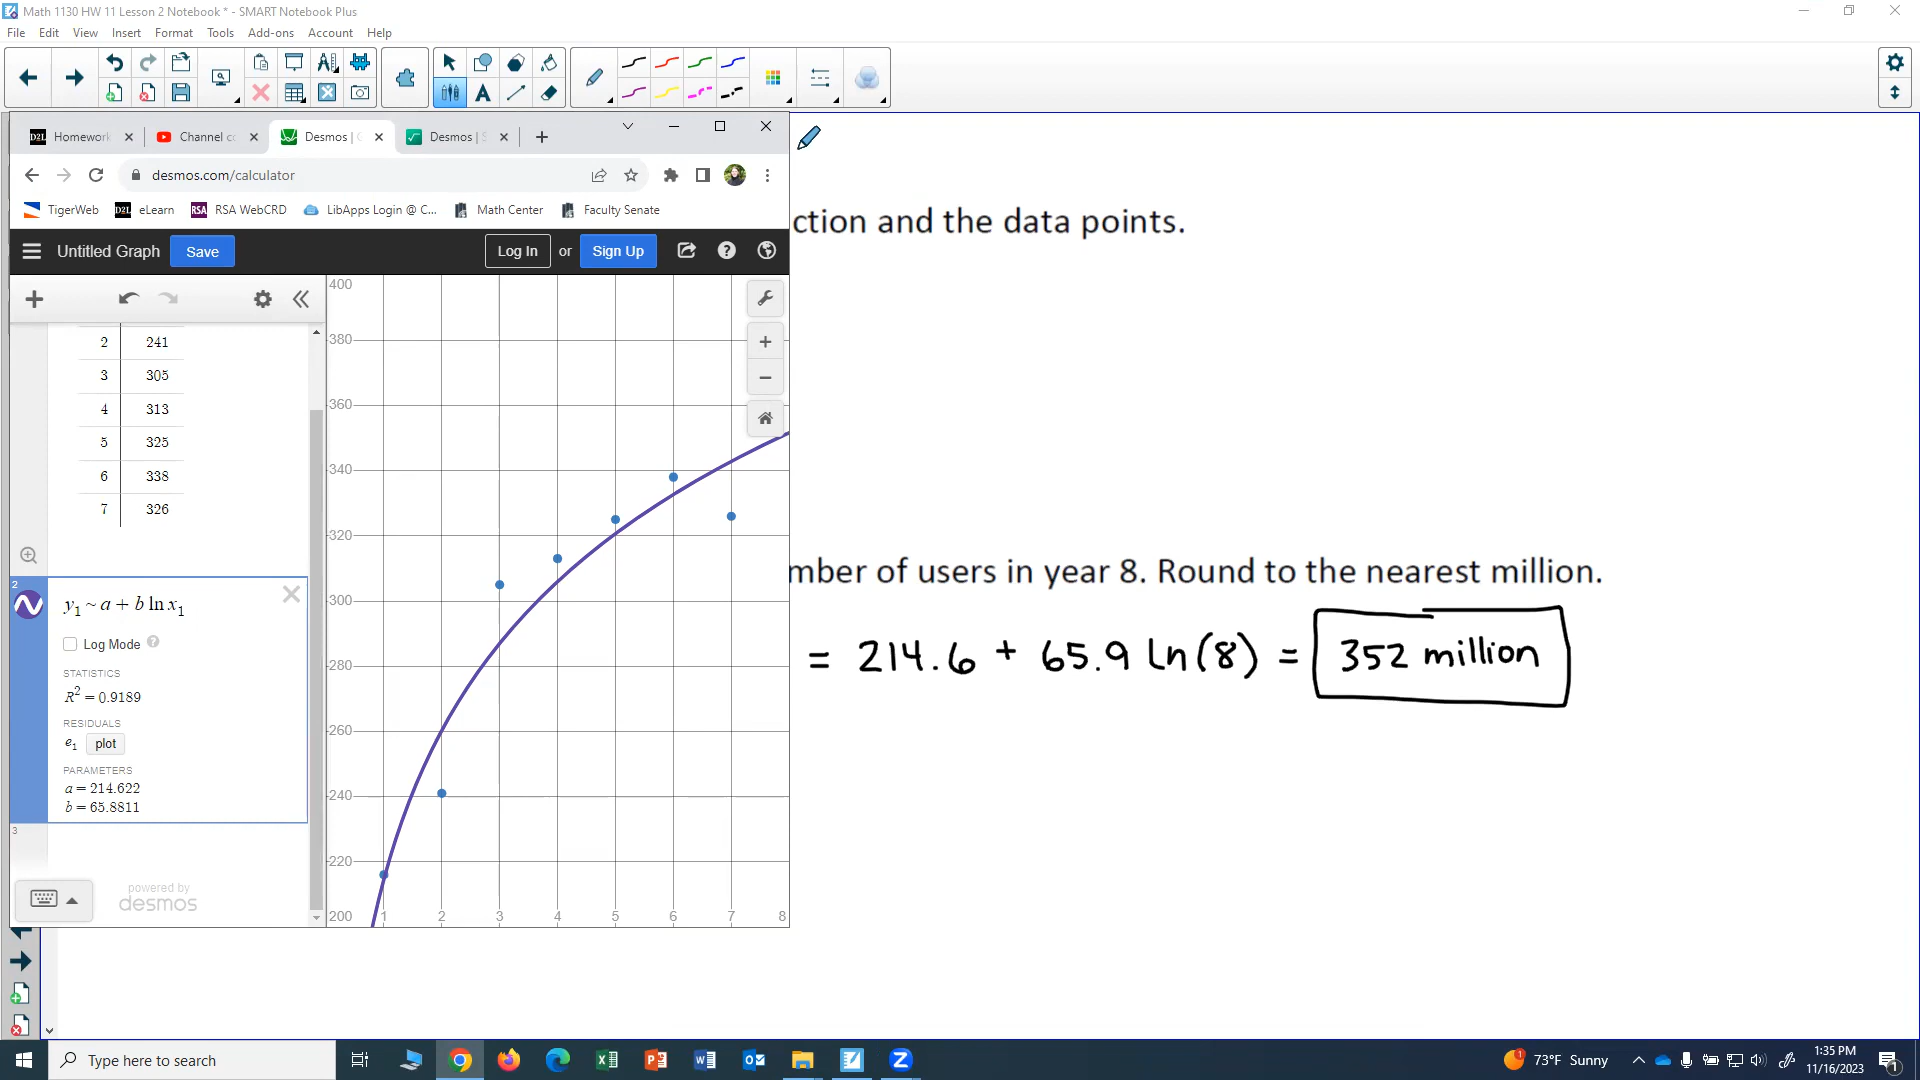 Math 1130 HW 11 Lesson 2 Notebook * - SMART Notebook Plus
File Edit View Insert Format Tools Add-ons Account Help
Homework Channel co Desmos | G Desmos | S
desmos.com/calculator
TigerWeb D2L eLearn RSA RSA WebCRD LibApps Login @ C... Math Center Faculty Senate
Untitled Graph Save Log In or Sign Up
2 241
3 305
4 313
5 325
6 338
7 326
2
y₁ ~ a + b ln x₁
Log Mode
STATISTICS
R² = 0.9189
RESIDUALS
e₁ plot
PARAMETERS
a = 214.622
b = 65.8811
3
powered by
desmos
400
380
360
340
320
300
280
260
240
220
200 1 2 3 4 5 6 7 8
ction and the data points.
mber of users in year 8. Round to the nearest million.
= 214.6 + 65.9 ln(8) = 352 million
Type here to search
73°F Sunny
1:35 PM
11/16/2023